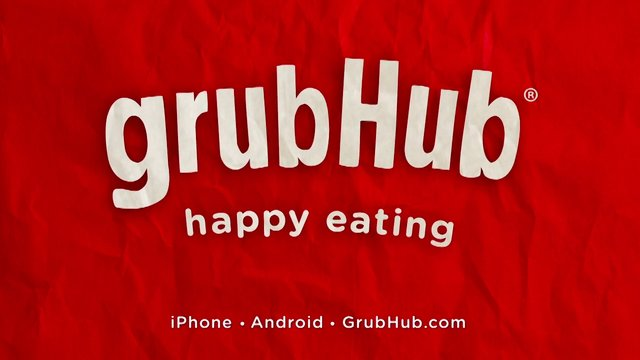 grubHub®
happy eating
iPhone • Android • GrubHub.com